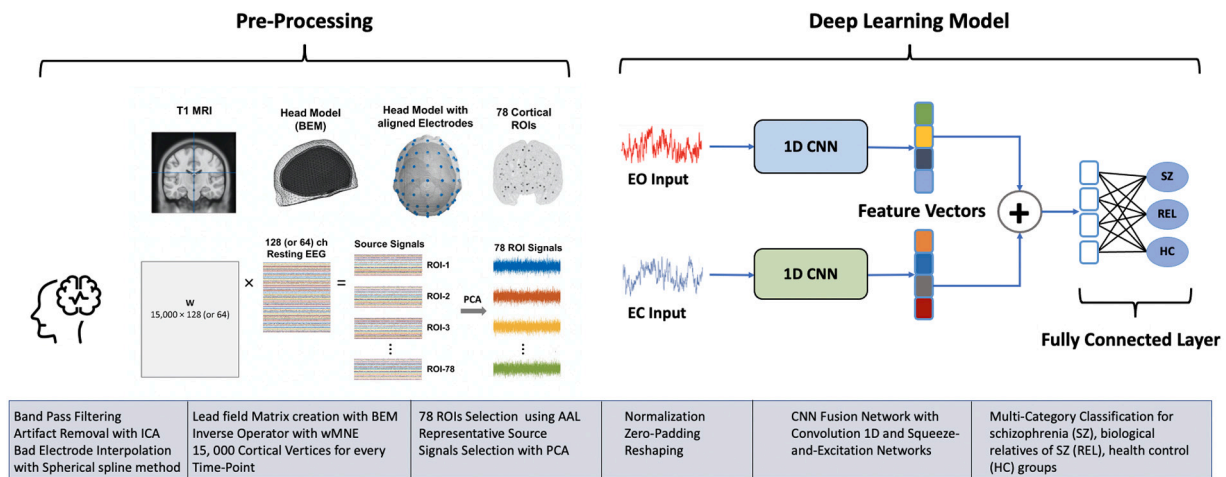 Pre-Processing
Deep Learning Model
T1 MRI
Head Model
(BEM)
Head Model with
aligned Electrodes
78 Cortical
ROIs
128 (or 64) ch
Resting EEG
Source Signals
78 ROI Signals
W
15,000 × 128 (or 64)
×
=
ROI-1
ROI-2
ROI-3
ROI-78
PCA
EO Input
1D CNN
Feature Vectors
EC Input
1D CNN
+
SZ
REL
HC
Fully Connected Layer
Band Pass Filtering
Artifact Removal with ICA
Bad Electrode Interpolation
with Spherical spline method
Lead field Matrix creation with BEM
Inverse Operator with wMNE
15, 000 Cortical Vertices for every
Time-Point
78 ROIs Selection using AAL
Representative Source
Signals Selection with PCA
Normalization
Zero-Padding
Reshaping
CNN Fusion Network with
Convolution 1D and Squeeze-
and-Excitation Networks
Multi-Category Classification for
schizophrenia (SZ), biological
relatives of SZ (REL), health control
(HC) groups